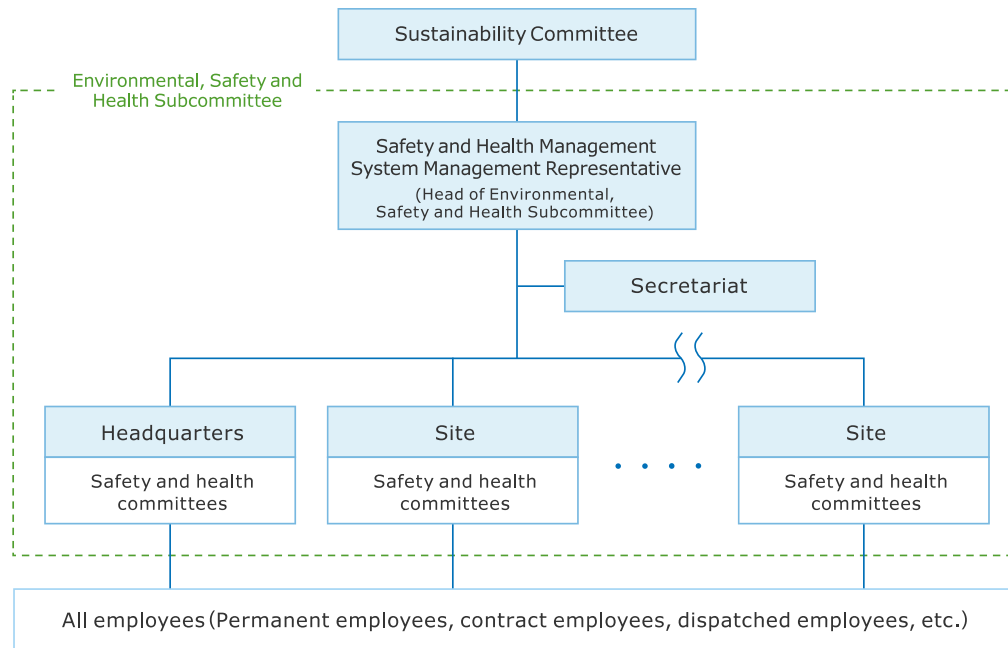 Sustainability Committee
Environmental, Safety and
Health Subcommittee
Safety and Health Management
System Management Representative
(Head of Environmental,
Safety and Health Subcommittee)
Secretariat
Headquarters
Safety and health
committees
Site
Safety and health
committees
Site
Safety and health
committees
All employees (Permanent employees, contract employees, dispatched employees, etc.)